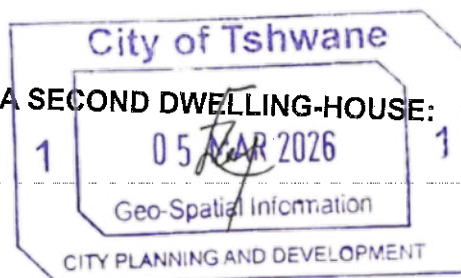 City of Tshwane
A SECOND DWELLING-HOUSE:
1 05 MAR 2026 1
Geo-Spatial Information
CITY PLANNING AND DEVELOPMENT